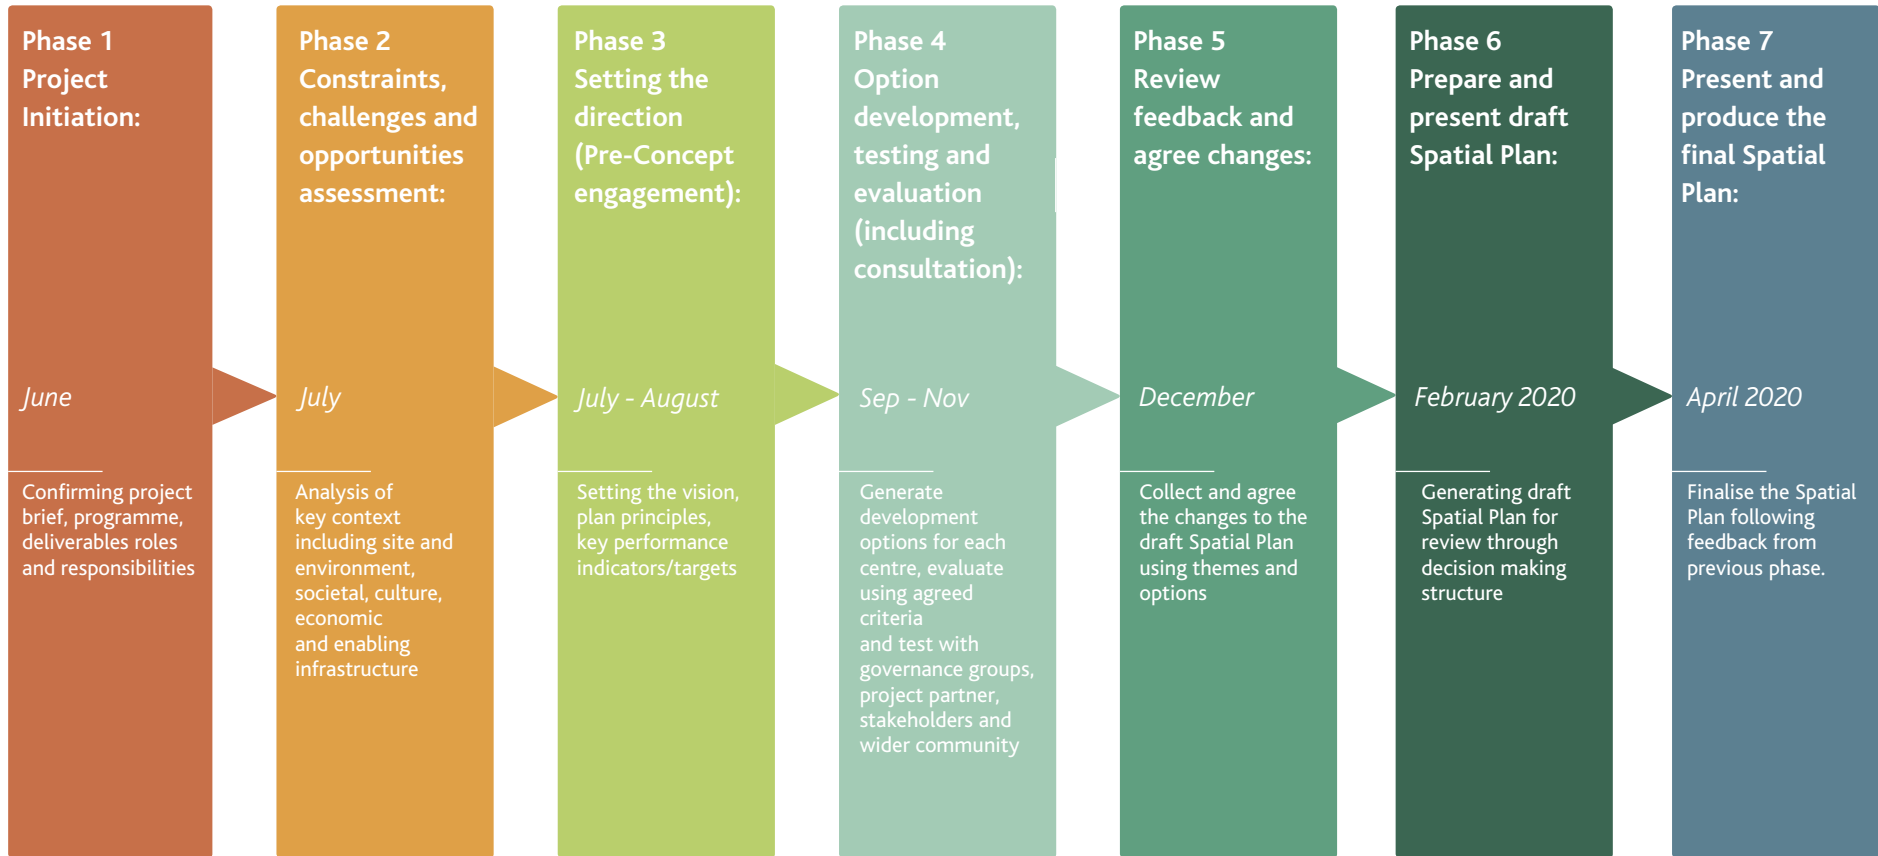 Phase 1
Project
Initiation:
June
Confirming project
brief, programme,
deliverables roles
and responsibilities
Phase 2
Constraints,
challenges and
opportunities
assessment:
July
Analysis of
key context
including site and
environment,
societal, culture,
economic
and enabling
infrastructure
Phase 3
Setting the
direction
(Pre-Concept
engagement):
July - August
Setting the vision,
plan principles,
key performance
indicators/targets
Phase 4
Option
development,
testing and
evaluation
(including
consultation):
Sep - Nov
Generate
development
options for each
centre, evaluate
using agreed
criteria
and test with
governance groups,
project partner,
stakeholders and
wider community
Phase 5
Review
feedback and
agree changes:
December
Collect and agree
the changes to the
draft Spatial Plan
using themes and
options
Phase 6
Prepare and
present draft
Spatial Plan:
February 2020
Generating draft
Spatial Plan for
review through
decision making
structure
Phase 7
Present and
produce the
final Spatial
Plan:
April 2020
Finalise the Spatial
Plan following
feedback from
previous phase.